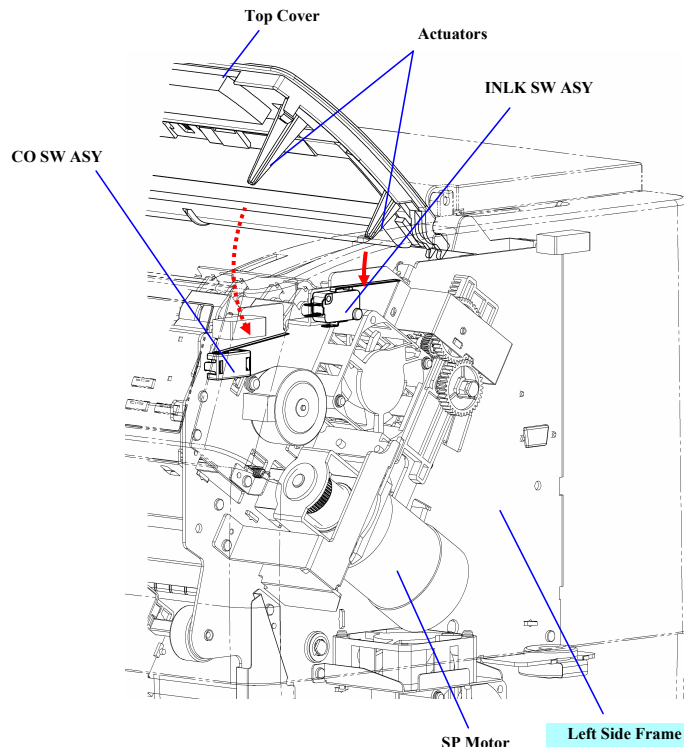 Top Cover
Actuators
INLK SW ASY
CO SW ASY
SP Motor
Left Side Frame